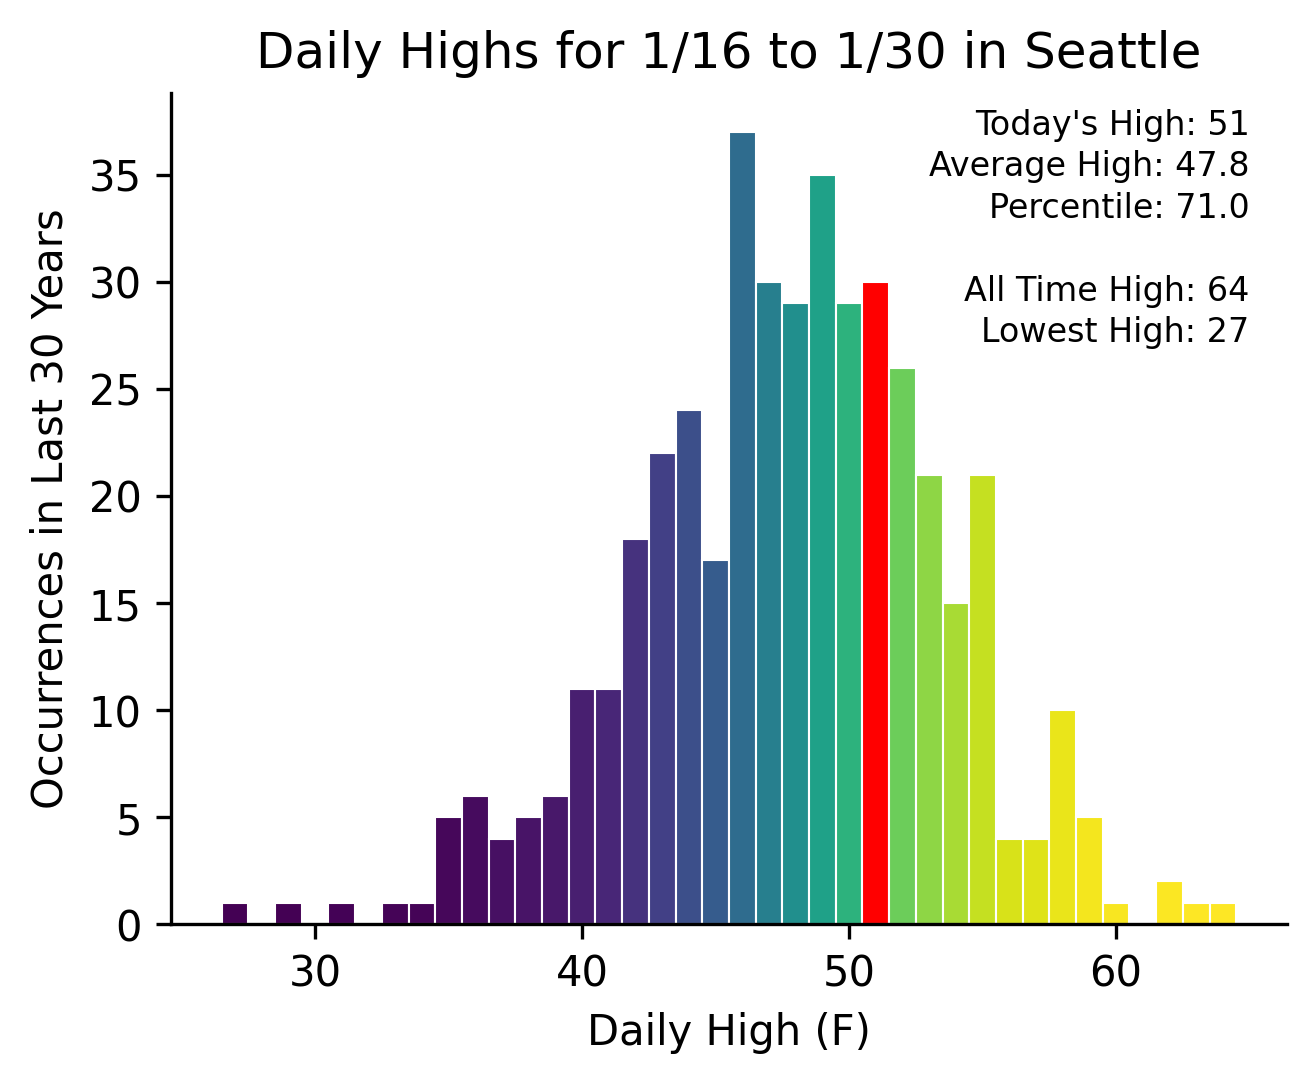 Daily Highs for 1/16 to 1/30 in Seattle
Today's High: 51
Average High: 47.8
Percentile: 71.0
All Time High: 64
Lowest High: 27
Occurrences in Last 30 Years
35
30
25
20
15
10
5
0
30 40 50 60
Daily High (F)